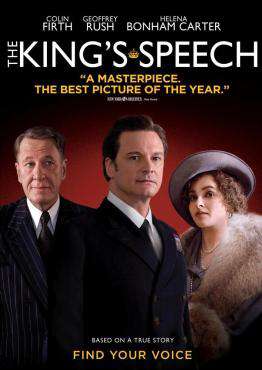 COLIN FIRTH
GEOFFREY RUSH
HELENA BONHAM CARTER
THE KING'S SPEECH
"A MASTERPIECE.
THE BEST PICTURE OF THE YEAR."
BASED ON A TRUE STORY
FIND YOUR VOICE